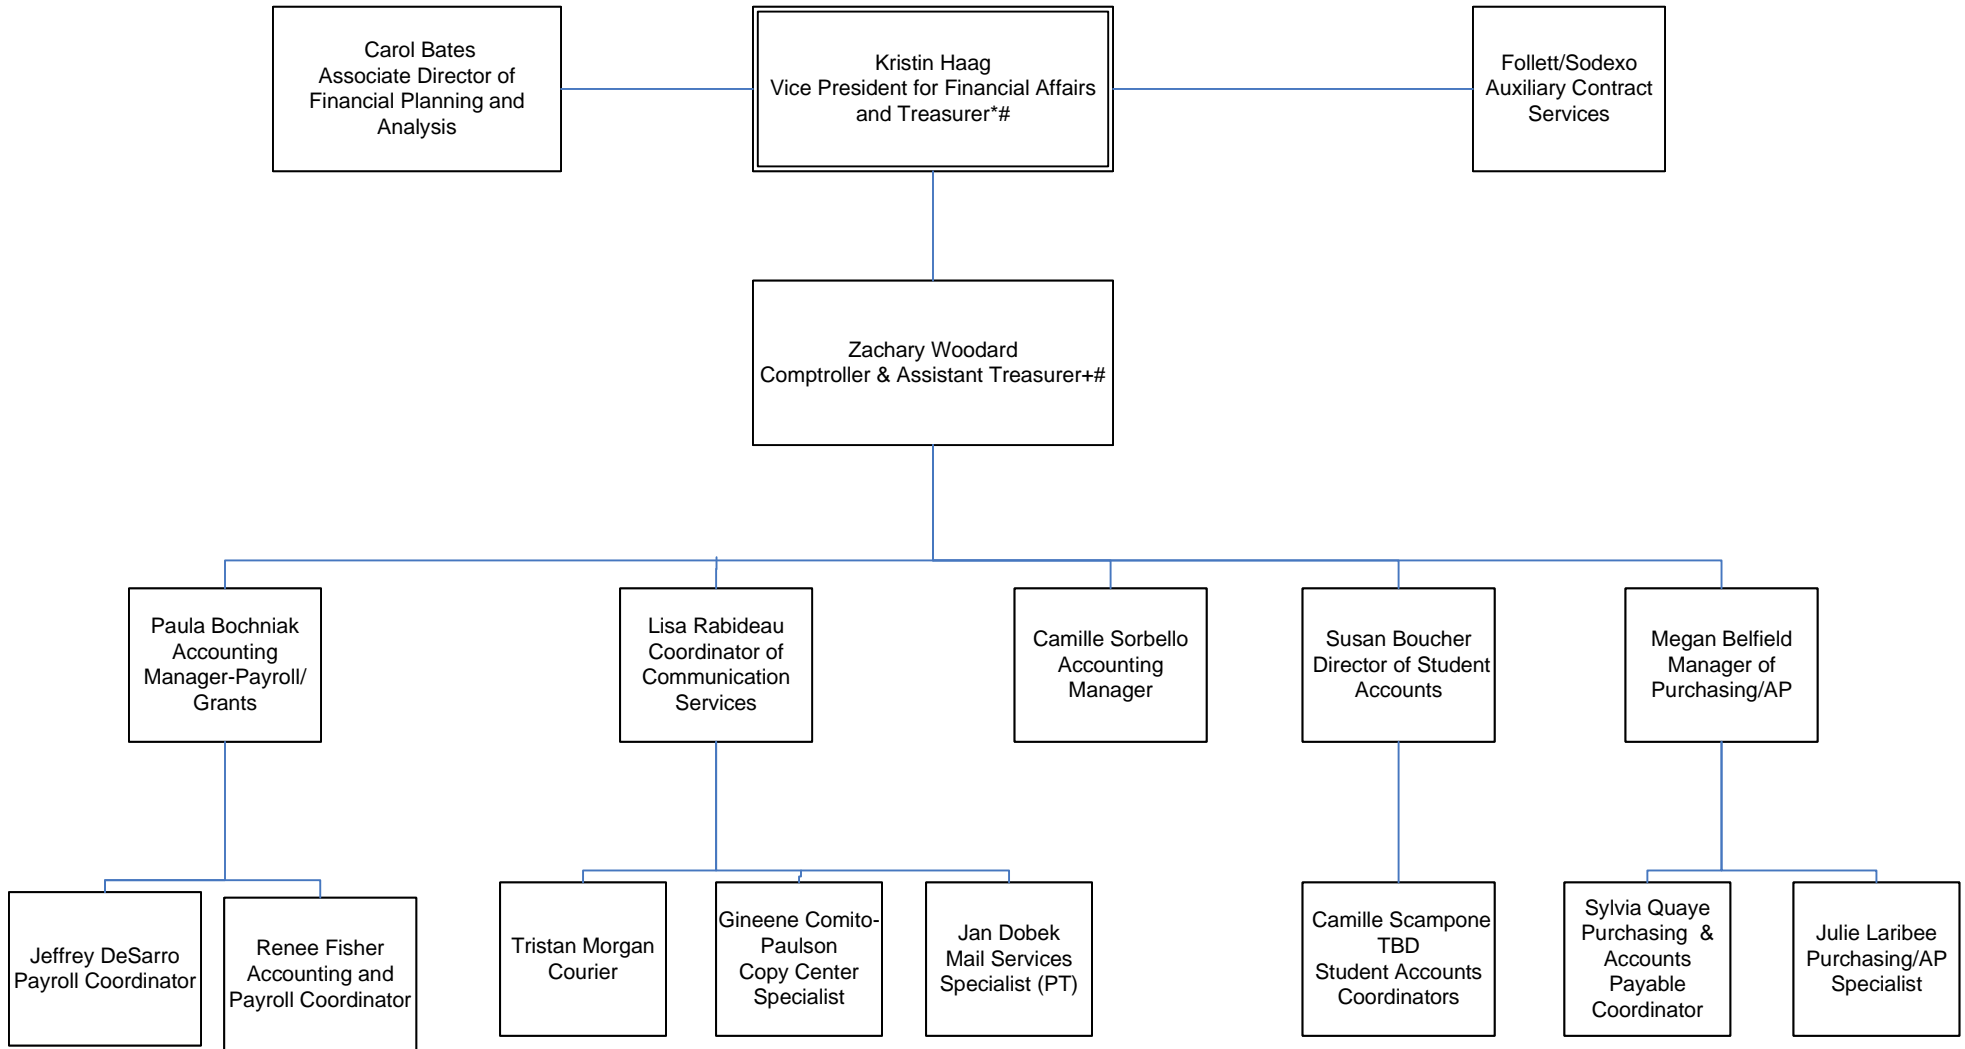 Carol Bates
Associate Director of
Financial Planning and
Analysis
Kristin Haag
Vice President for Financial Affairs
and Treasurer*#
Follett/Sodexo
Auxiliary Contract
Services
Zachary Woodard
Comptroller & Assistant Treasurer+#
Paula Bochniak
Accounting
Manager-Payroll/
Grants
Lisa Rabideau
Coordinator of
Communication
Services
Camille Sorbello
Accounting
Manager
Susan Boucher
Director of Student
Accounts
Megan Belfield
Manager of
Purchasing/AP
Jeffrey DeSarro
Payroll Coordinator
Renee Fisher
Accounting and
Payroll Coordinator
Tristan Morgan
Courier
Gineene Comito-
Paulson
Copy Center
Specialist
Jan Dobek
Mail Services
Specialist (PT)
Camille Scampone
TBD
Student Accounts
Coordinators
Sylvia Quaye
Purchasing &
Accounts
Payable
Coordinator
Julie Laribee
Purchasing/AP
Specialist